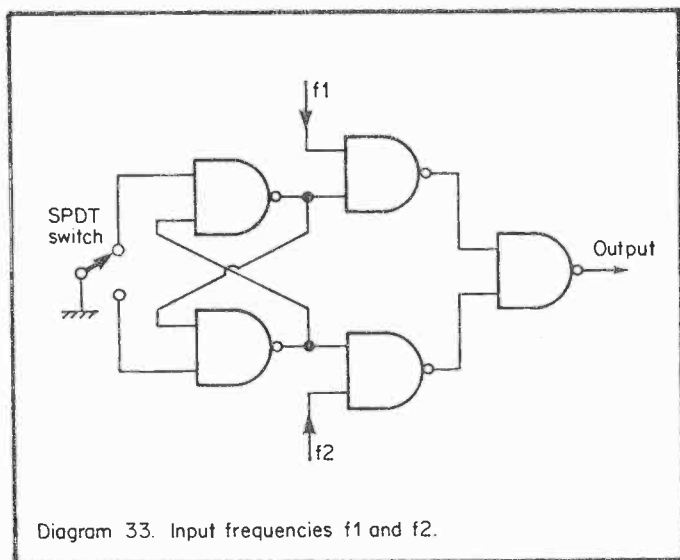 f1
SPDT
switch
Output
f2
Diagram 33. Input frequencies f1 and f2.